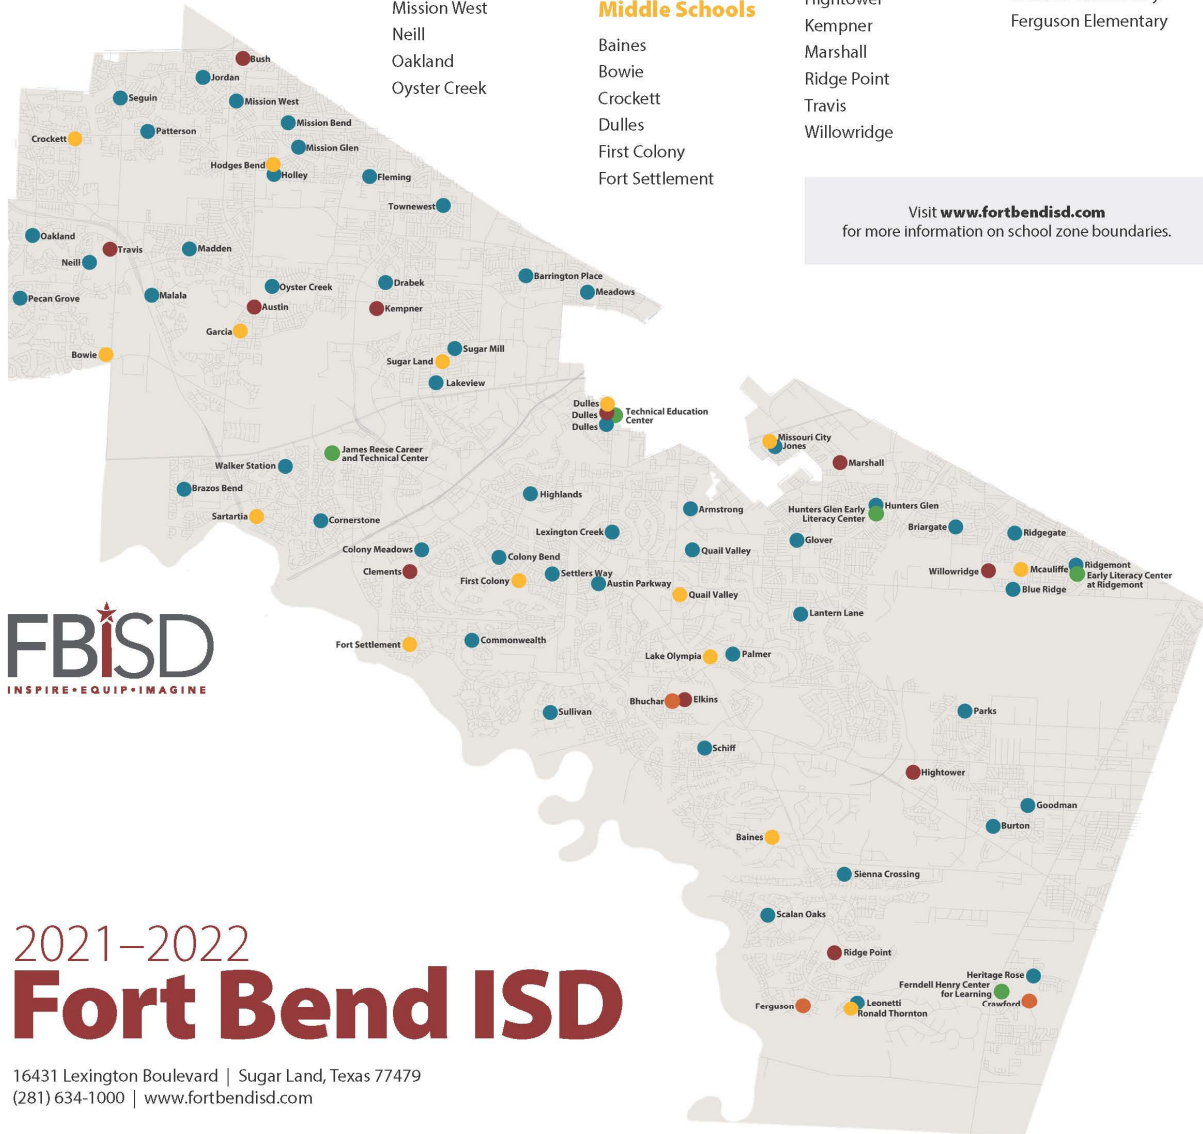 Mission West
Neill
Oakland
Oyster Creek
Middle Schools
Baines
Bowie
Crockett
Dulles
First Colony
Fort Settlement
Hightower
Kempner
Marshall
Ridge Point
Travis
Willowridge
Ferguson Elementary
Visit www.fortbendisd.com
for more information on school zone boundaries.
Bush
Jordan
Seguin
Mission West
Mission Bend
Patterson
Crockett
Mission Glen
Hodges Bend
Holley
Fleming
Townewest
Oakland
Travis
Madden
Neill
Barrington Place
Drabek
Oyster Creek
Meadows
Pecan Grove
Malala
Austin
Kempner
Garcia
Bowie
Sugar Mill
Sugar Land
Lakeview
Dulles
Dulles
Dulles
Technical Education
Center
Missouri City
Jones
Marshall
James Reese Career
and Technical Center
Walker Station
Brazos Bend
Highlands
Sartartia
Cornerstone
Armstrong
Hunters Glen Early
Literacy Center
Hunters Glen
Briargate
Ridgegate
Lexington Creek
Glover
Colony Meadows
Colony Bend
Quail Valley
Clements
First Colony
Settlers Way
Austin Parkway
Quail Valley
Willowridge
Mcauliffe
Ridgemont
Early Literacy Center
at Ridgemont
Blue Ridge
Lantern Lane
FBISD
INSPIRE•EQUIP•IMAGINE
Fort Settlement
Commonwealth
Lake Olympia
Palmer
Bhuchar
Elkins
Sullivan
Parks
Schiff
Hightower
Goodman
Burton
Baines
Sienna Crossing
Scalan Oaks
Ridge Point
Heritage Rose
Ferndell Henry Center
for Learning
Crawford
Ferguson
Leonetti
Ronald Thornton
2021–2022
Fort Bend ISD
16431 Lexington Boulevard | Sugar Land, Texas 77479
(281) 634-1000 | www.fortbendisd.com